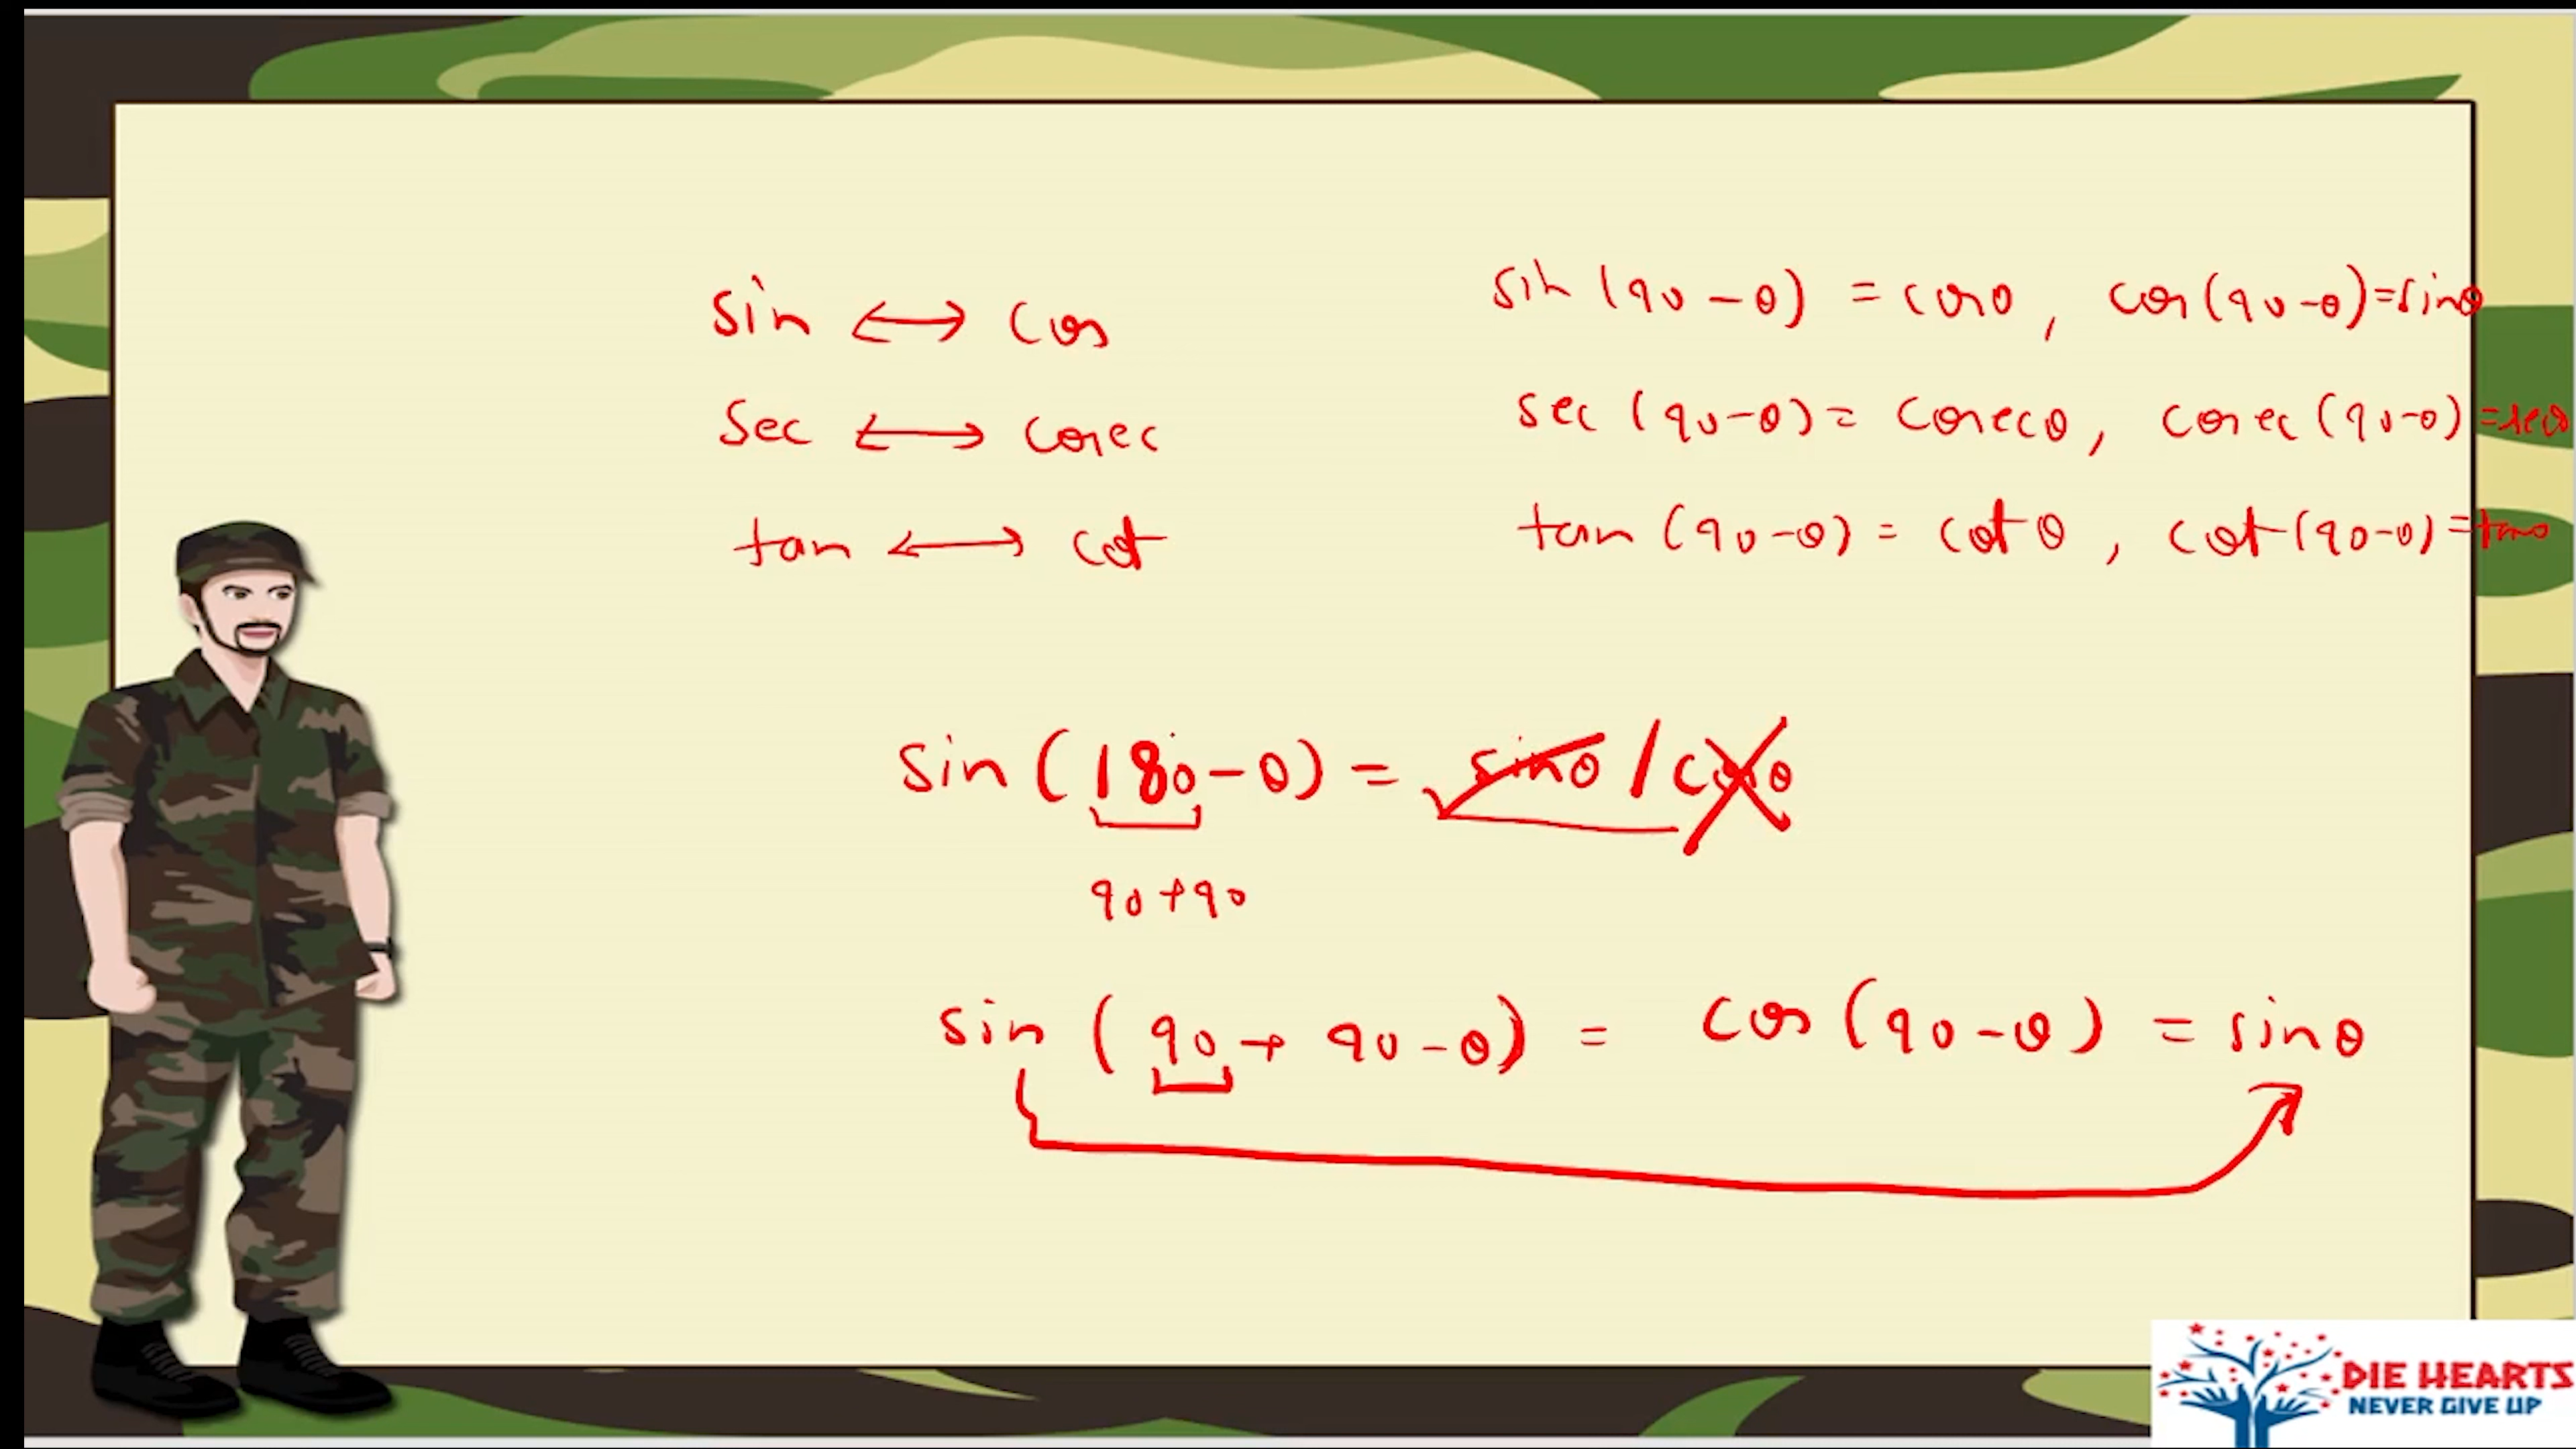 sin ↔ cos
sin (90 - θ) = cosθ, cos(90-θ)=sinθ
sec ↔ cosec
sec (90-θ) = cosecθ, cosec (90-θ) =secθ
tan ↔ cot
tan (90-θ) = cot θ, cot (90-θ)=tanθ
sin (180-θ) = sinθ / cosθ
90+90
sin (90+ 90-θ) = cos (90-θ) = sinθ
DIE HEARTS
NEVER GIVE UP